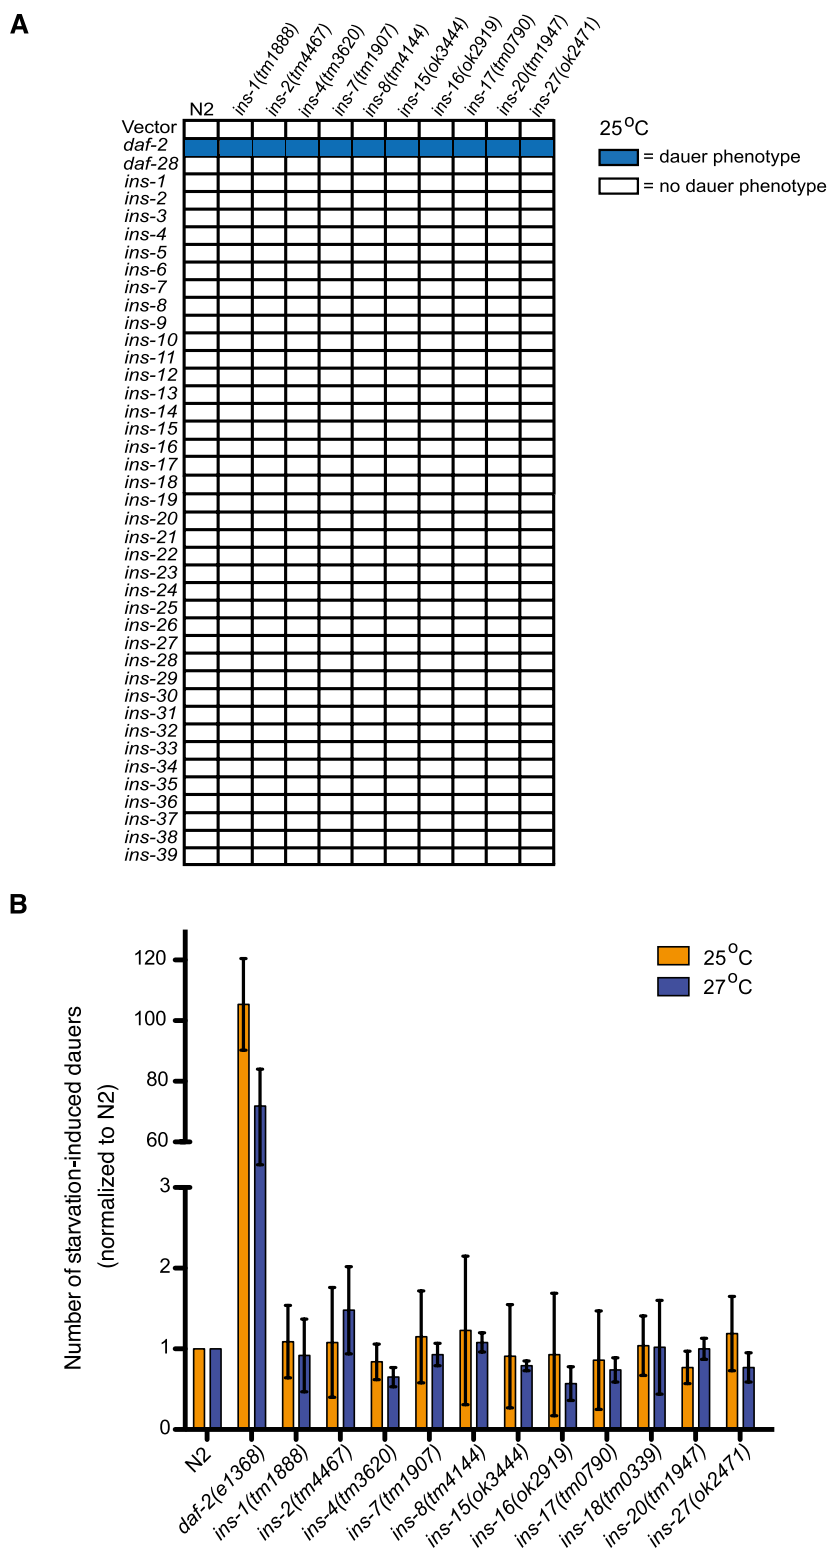 A
N2
ins-1(tm1888)
ins-2(tm4467)
ins-4(tm3620)
ins-7(tm1907)
ins-8(tm4144)
ins-15(ok3444)
ins-16(ok2919)
ins-17(tm0790)
ins-20(tm1947)
ins-27(ok2471)
Vector
daf-2
daf-28
ins-1
ins-2
ins-3
ins-4
ins-5
ins-6
ins-7
ins-8
ins-9
ins-10
ins-11
ins-12
ins-13
ins-14
ins-15
ins-16
ins-17
ins-18
ins-19
ins-20
ins-21
ins-22
ins-23
ins-24
ins-25
ins-26
ins-27
ins-28
ins-29
ins-30
ins-31
ins-32
ins-33
ins-34
ins-35
ins-36
ins-37
ins-38
ins-39
25°C
= dauer phenotype
= no dauer phenotype
B
Number of starvation-induced dauers
(normalized to N2)
120
100
80
60
3
2
1
0
25°C
27°C
N2
daf-2(e1368)
ins-1(tm1888)
ins-2(tm4467)
ins-4(tm3620)
ins-7(tm1907)
ins-8(tm4144)
ins-15(ok3444)
ins-16(ok2919)
ins-17(tm0790)
ins-18(tm0339)
ins-20(tm1947)
ins-27(ok2471)